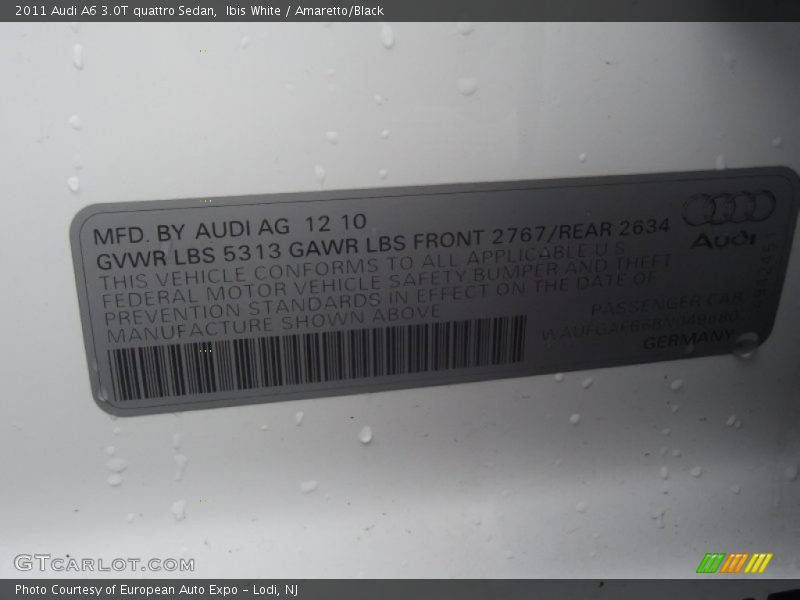 2011 Audi A6 3.0T quattro Sedan,  Ibis White / Amaretto/Black
MFD. BY AUDI AG  12 10
GVWR LBS 5313 GAWR LBS FRONT 2767/REAR 2634
THIS VEHICLE CONFORMS TO ALL APPLICABLE U S
FEDERAL MOTOR VEHICLE SAFETY BUMPER AND THEFT
PREVENTION STANDARDS IN EFFECT ON THE DATE OF
MANUFACTURE SHOWN ABOVE
Audi
PASSENGER CAR
GERMANY
GTCARLOT.COM
Photo Courtesy of European Auto Expo - Lodi, NJ